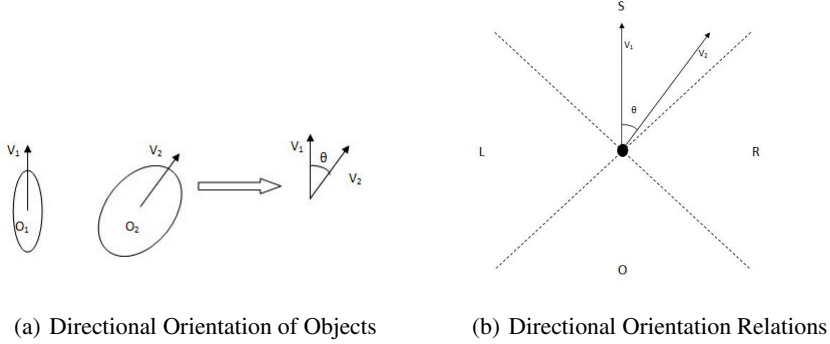 S
V₁
V₂
θ
L
R
O
V₁
V₂
V₁
θ
V₂
O₁
O₂
(a) Directional Orientation of Objects
(b) Directional Orientation Relations